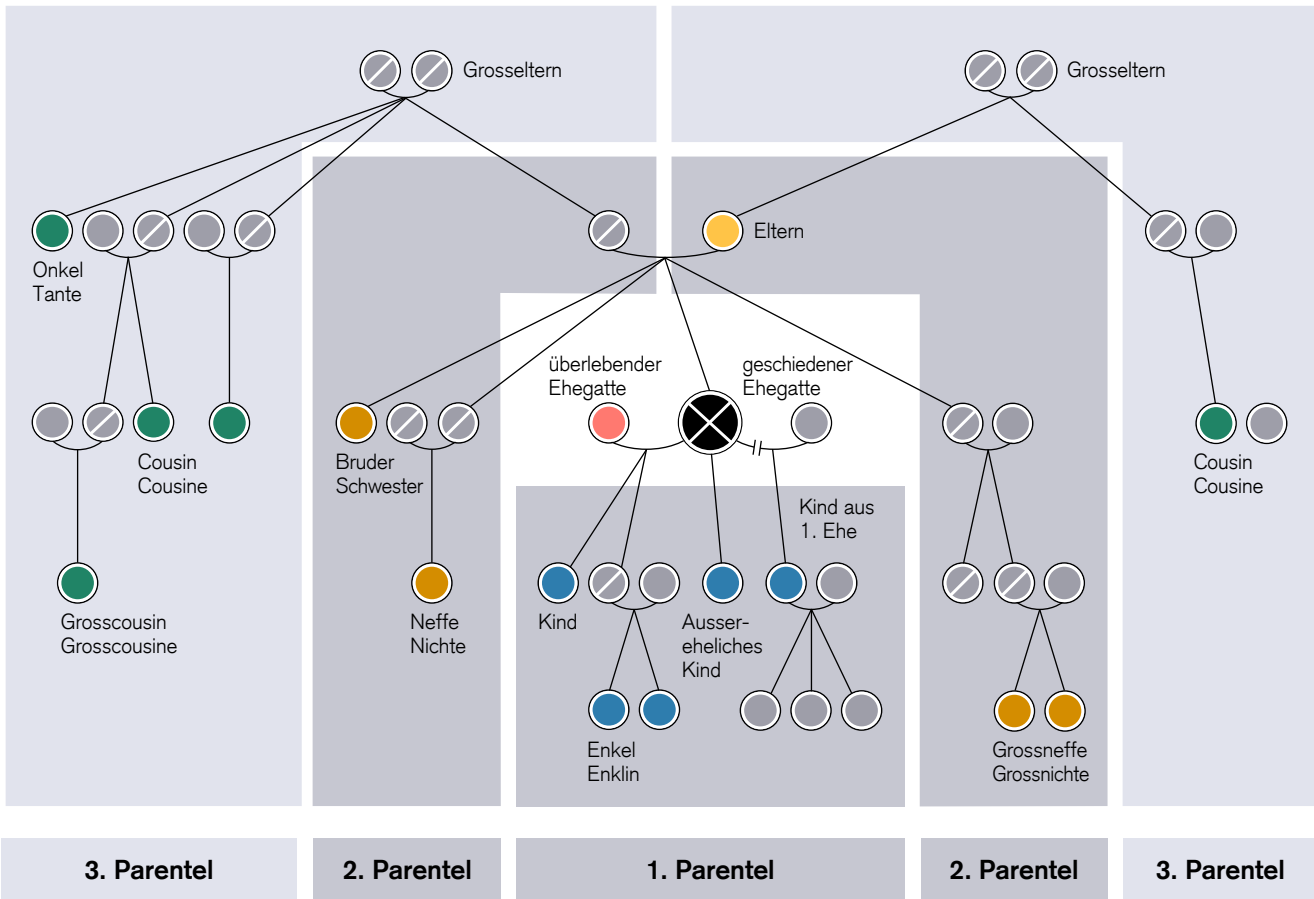 Grosseltern
Grosseltern
Eltern
Onkel
Tante
überlebender
Ehegatte
geschiedener
Ehegatte
Cousin
Cousine
Bruder
Schwester
Cousin
Cousine
Kind aus
1. Ehe
Grosscousin
Grosscousine
Neffe
Nichte
Kind
Ausser-
eheliches
Kind
Enkel
Enklin
Grossneffe
Grossnichte
3. Parentel
2. Parentel
1. Parentel
2. Parentel
3. Parentel